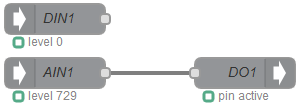 DIN1
level 0
AIN1
DO1
level 729
pin active